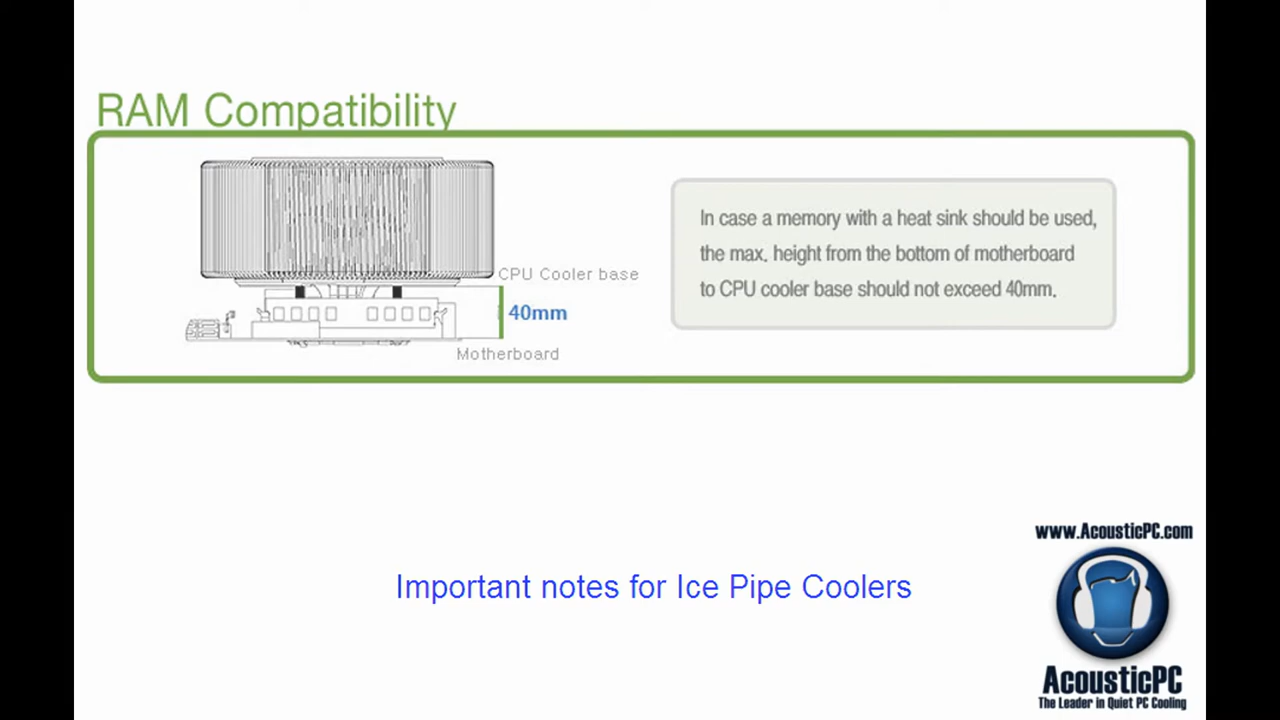 RAM Compatibility
CPU Cooler base
40mm
Motherboard
In case a memory with a heat sink should be used,
the max. height from the bottom of motherboard
to CPU cooler base should not exceed 40mm.
Important notes for Ice Pipe Coolers
www.AcousticPC.com
AcousticPC
The Leader in Quiet PC Cooling